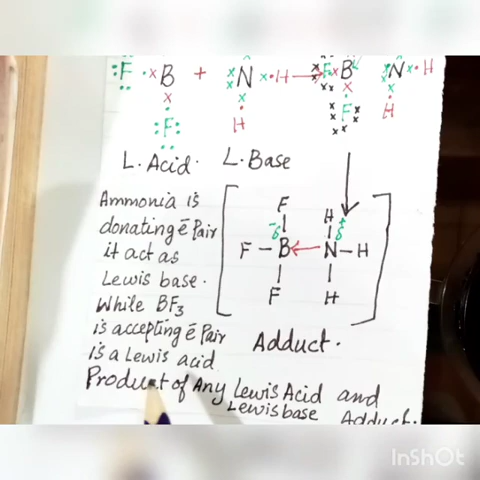 F B + N H → F B N H
F H F H
L. Acid. L. Base
Ammonia is
donating ē Pair
it act as
Lewis base.
While BF3
is accepting ē Pair
is a Lewis acid
F H
-δ +δ
F – B ← N – H
F H
Adduct.
Product of Any Lewis Acid and
Lewis base Adduct.
InShOt